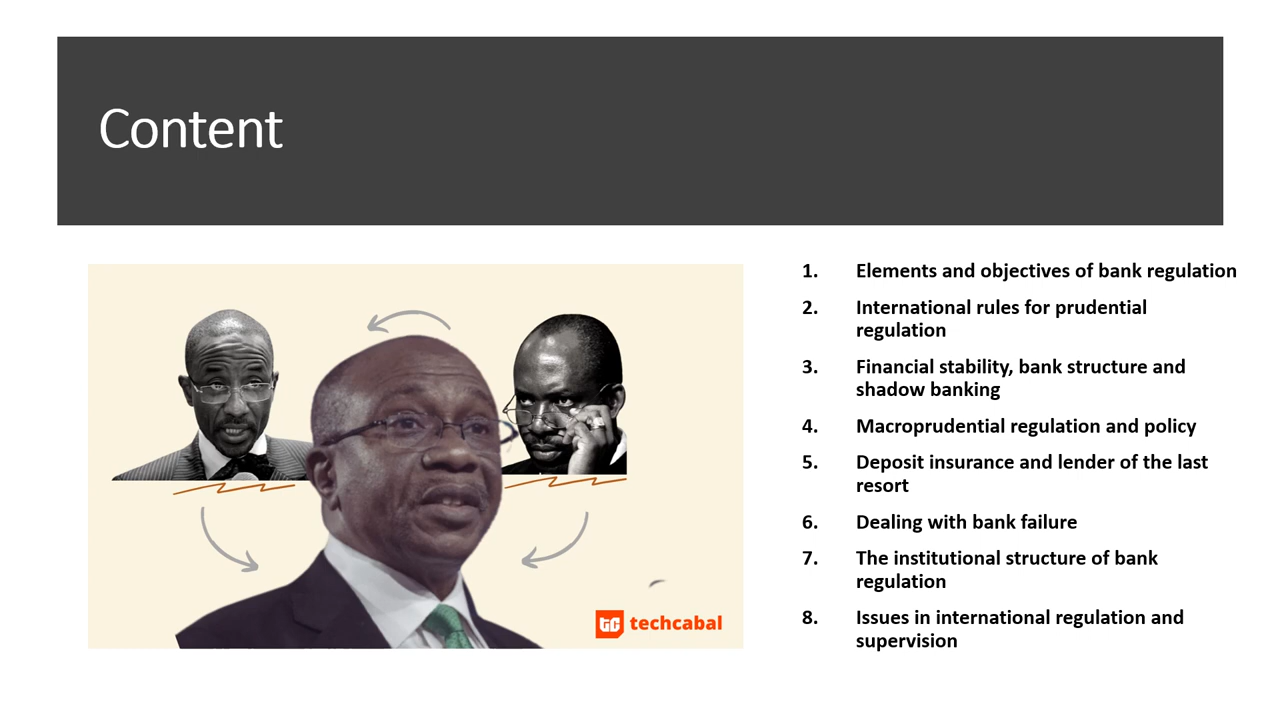 Content
1. Elements and objectives of bank regulation
2. International rules for prudential
regulation
3. Financial stability, bank structure and
shadow banking
4. Macroprudential regulation and policy
5. Deposit insurance and lender of the last
resort
6. Dealing with bank failure
7. The institutional structure of bank
regulation
8. Issues in international regulation and
supervision
tc techcabal